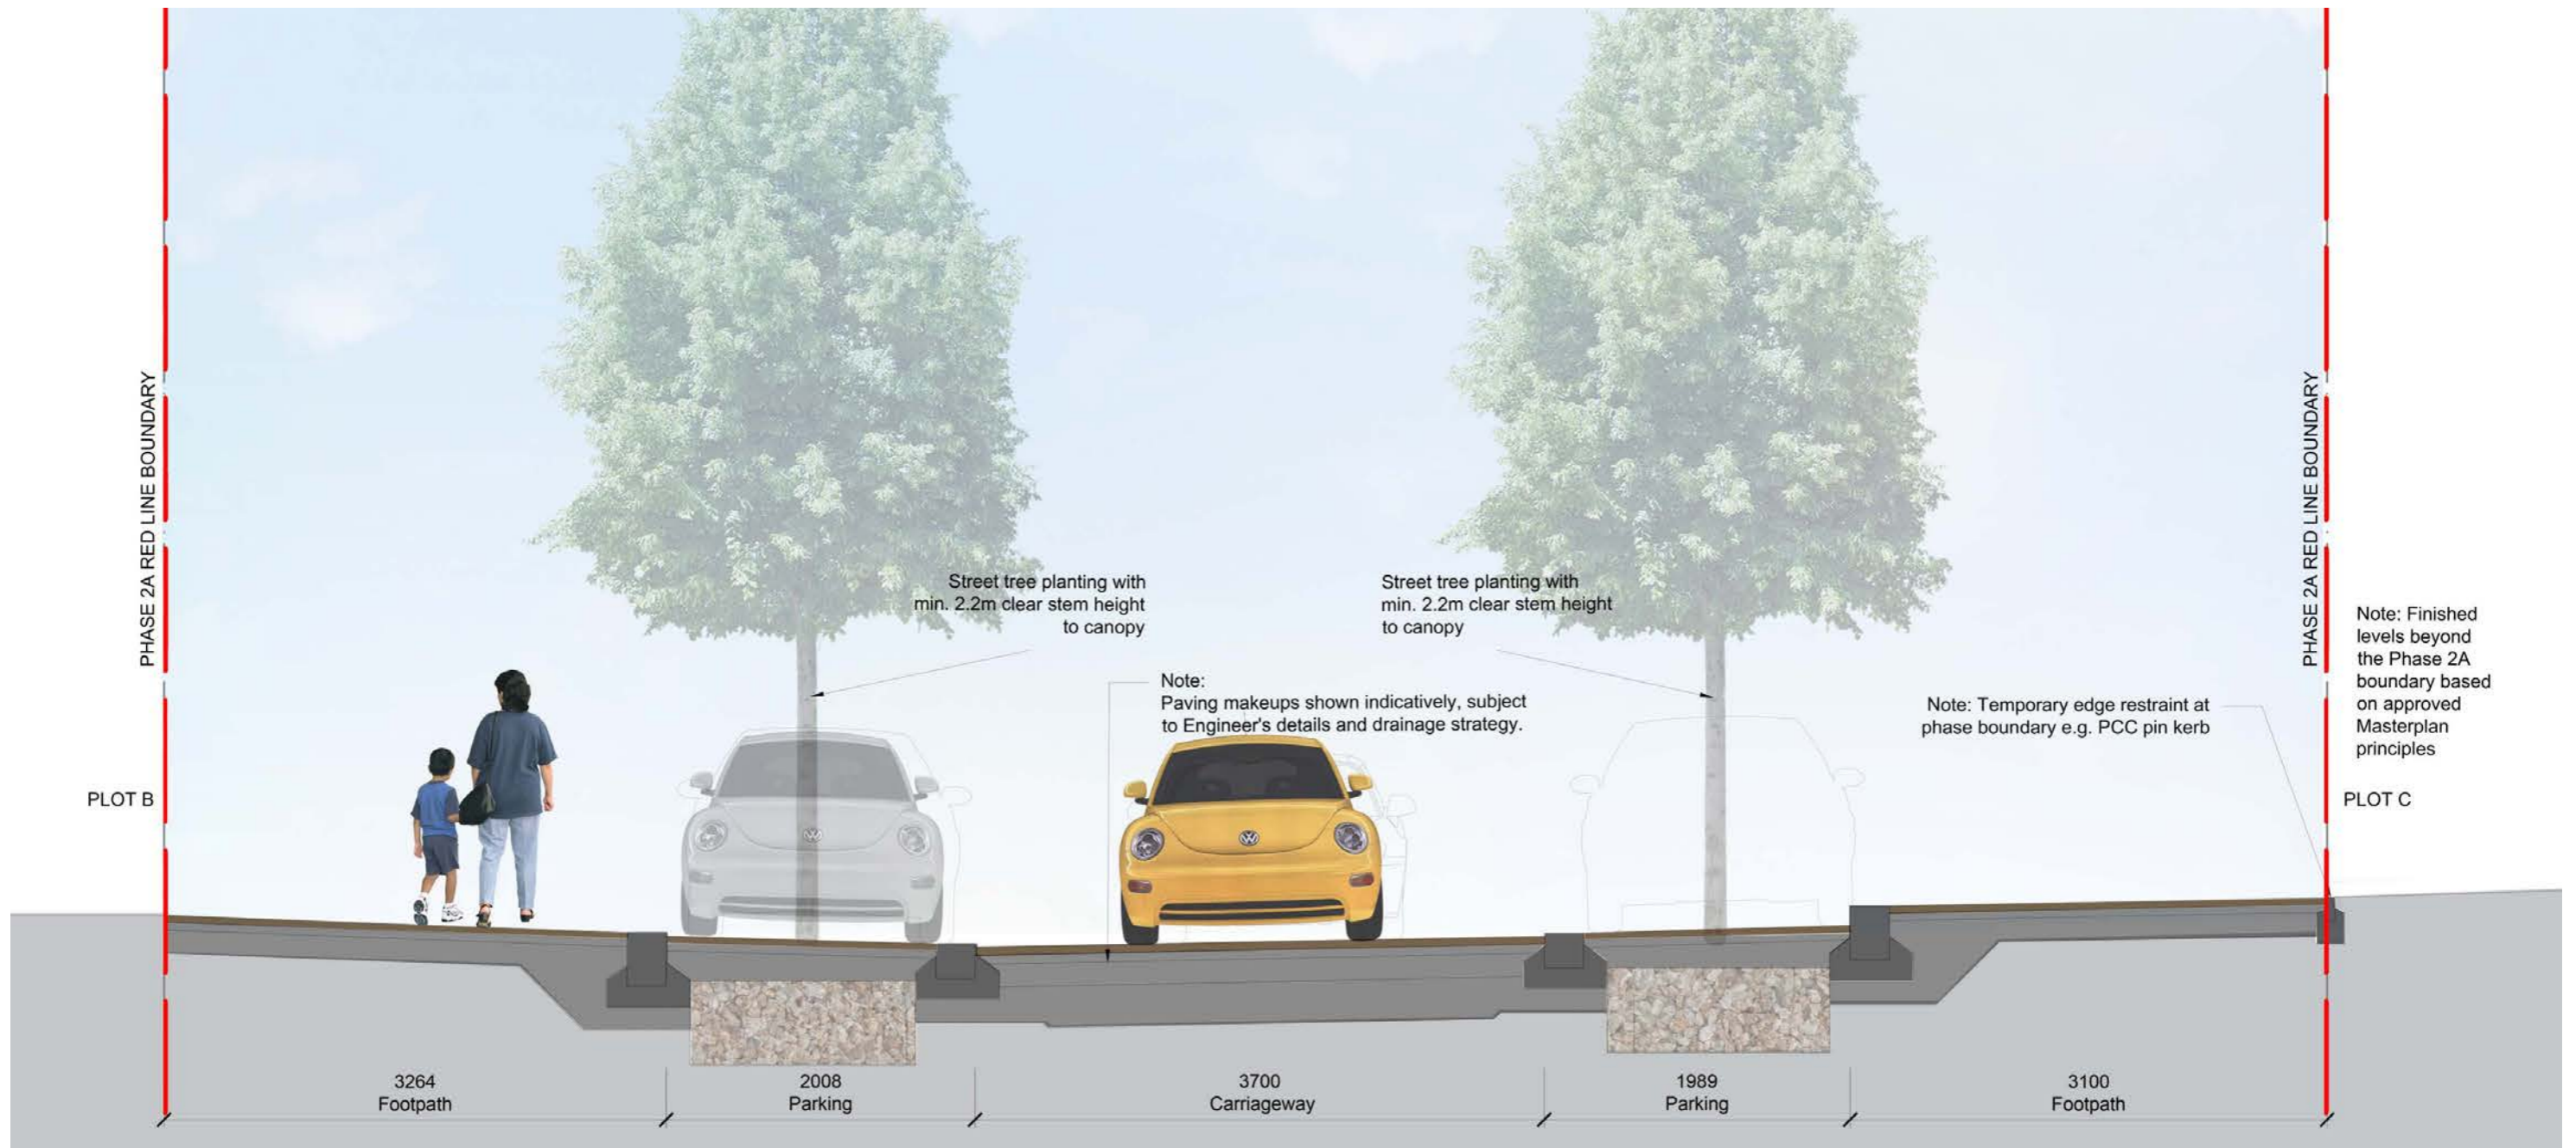 PHASE 2A RED LINE BOUNDARY
PLOT B
Street tree planting with
min. 2.2m clear stem height
to canopy
Street tree planting with
min. 2.2m clear stem height
to canopy
Note:
Paving makeups shown indicatively, subject
to Engineer's details and drainage strategy.
Note: Temporary edge restraint at
phase boundary e.g. PCC pin kerb
PHASE 2A RED LINE BOUNDARY
Note: Finished
levels beyond
the Phase 2A
boundary based
on approved
Masterplan
principles
PLOT C
3264
Footpath
2008
Parking
3700
Carriageway
1989
Parking
3100
Footpath